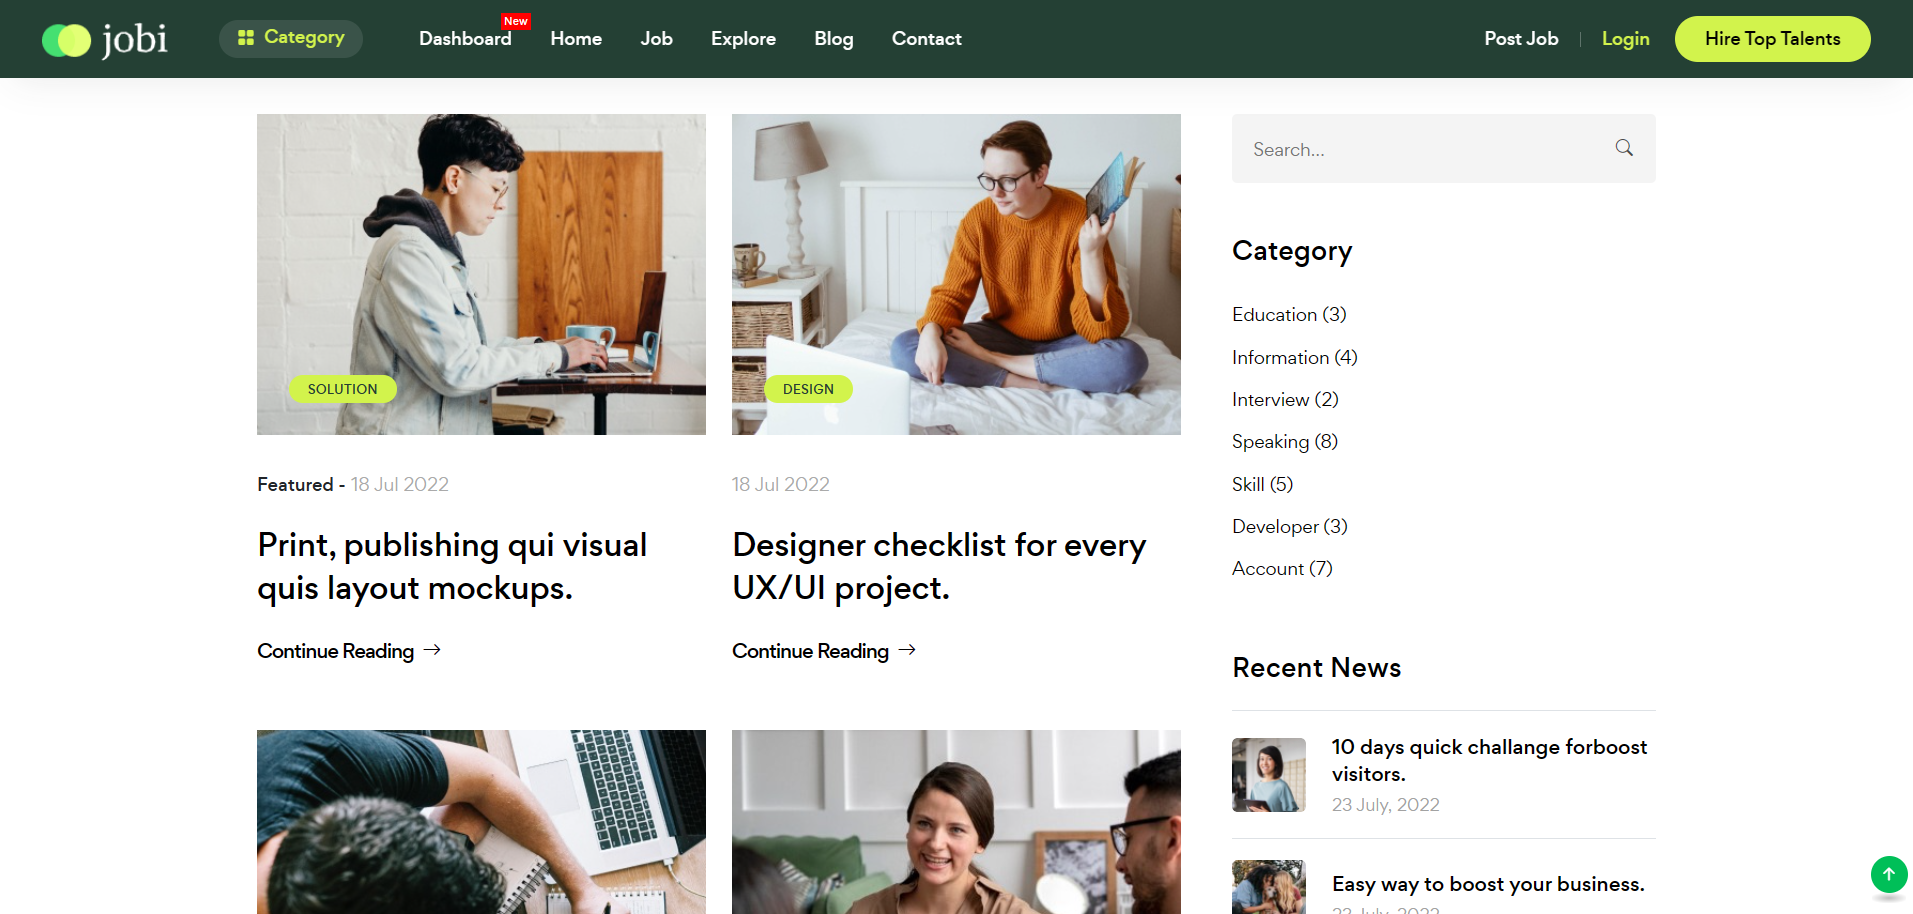 jobi
Category
Dashboard
New
Home
Job
Explore
Blog
Contact
Post Job
Login
Hire Top Talents
SOLUTION
Featured - 18 Jul 2022
Print, publishing qui visual
quis layout mockups.
Continue Reading
DESIGN
18 Jul 2022
Designer checklist for every
UX/UI project.
Continue Reading
Search...
Category
Education (3)
Information (4)
Interview (2)
Speaking (8)
Skill (5)
Developer (3)
Account (7)
Recent News
10 days quick challange forboost
visitors.
23 July, 2022
Easy way to boost your business.
23 July, 2022